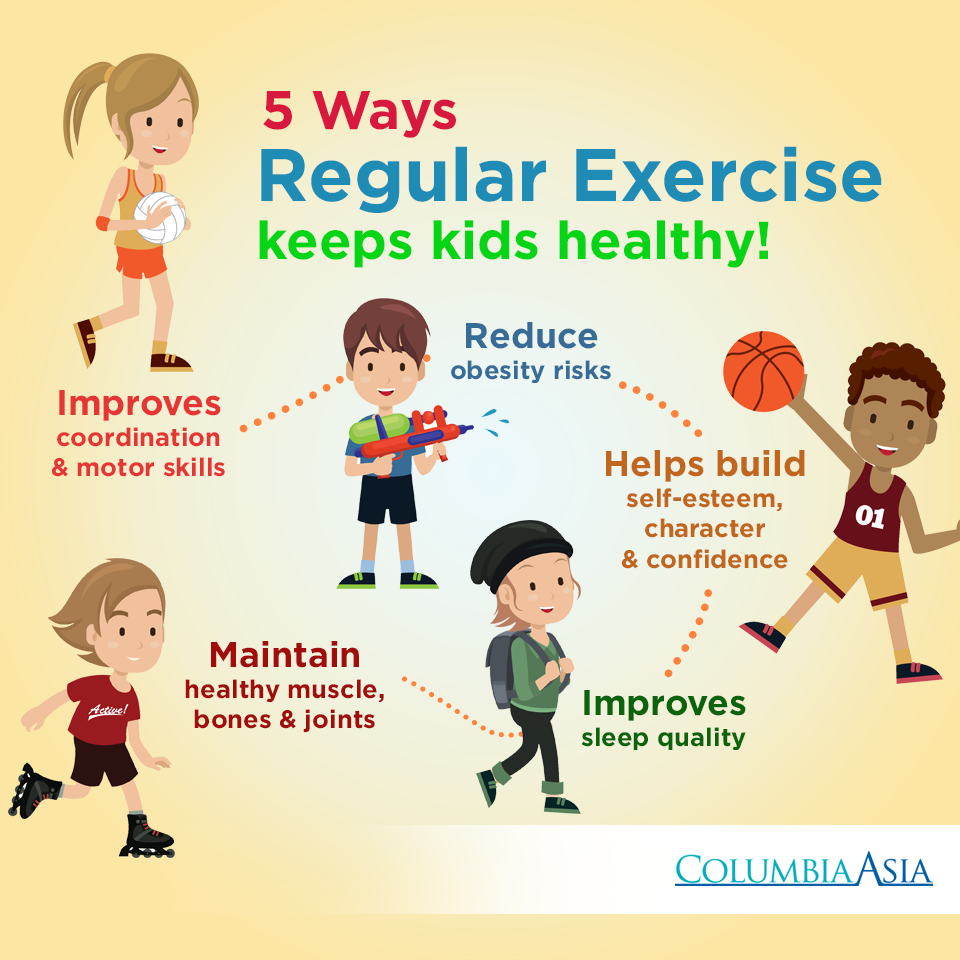 5 Ways
Regular Exercise
keeps kids healthy!
Improves
coordination
& motor skills
Reduce
obesity risks
Helps build
self-esteem,
character
& confidence
01
Active!
Maintain
healthy muscle,
bones & joints
Improves
sleep quality
COLUMBIA ASIA